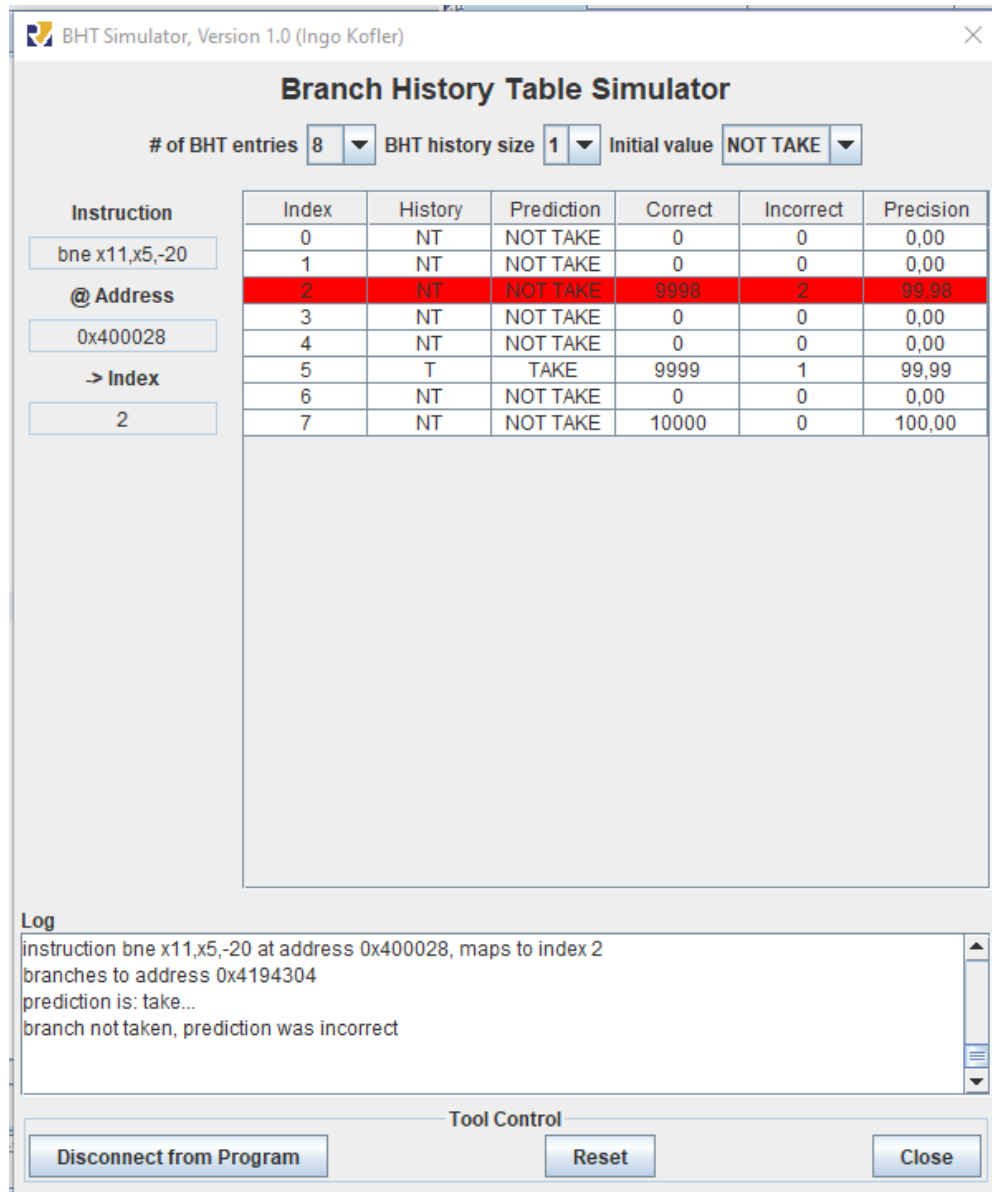 BHT Simulator, Version 1.0 (Ingo Kofler)
Branch History Table Simulator
# of BHT entries 8 BHT history size 1 Initial value NOT TAKE
Instruction
bne x11,x5,-20
@ Address
0x400028
-> Index
2
Index History Prediction Correct Incorrect Precision
0 NT NOT TAKE 0 0 0,00
1 NT NOT TAKE 0 0 0,00
2 NT NOT TAKE 9998 2 99,98
3 NT NOT TAKE 0 0 0,00
4 NT NOT TAKE 0 0 0,00
5 T TAKE 9999 1 99,99
6 NT NOT TAKE 0 0 0,00
7 NT NOT TAKE 10000 0 100,00
Log
instruction bne x11,x5,-20 at address 0x400028, maps to index 2
branches to address 0x4194304
prediction is: take...
branch not taken, prediction was incorrect
Tool Control
Disconnect from Program Reset Close